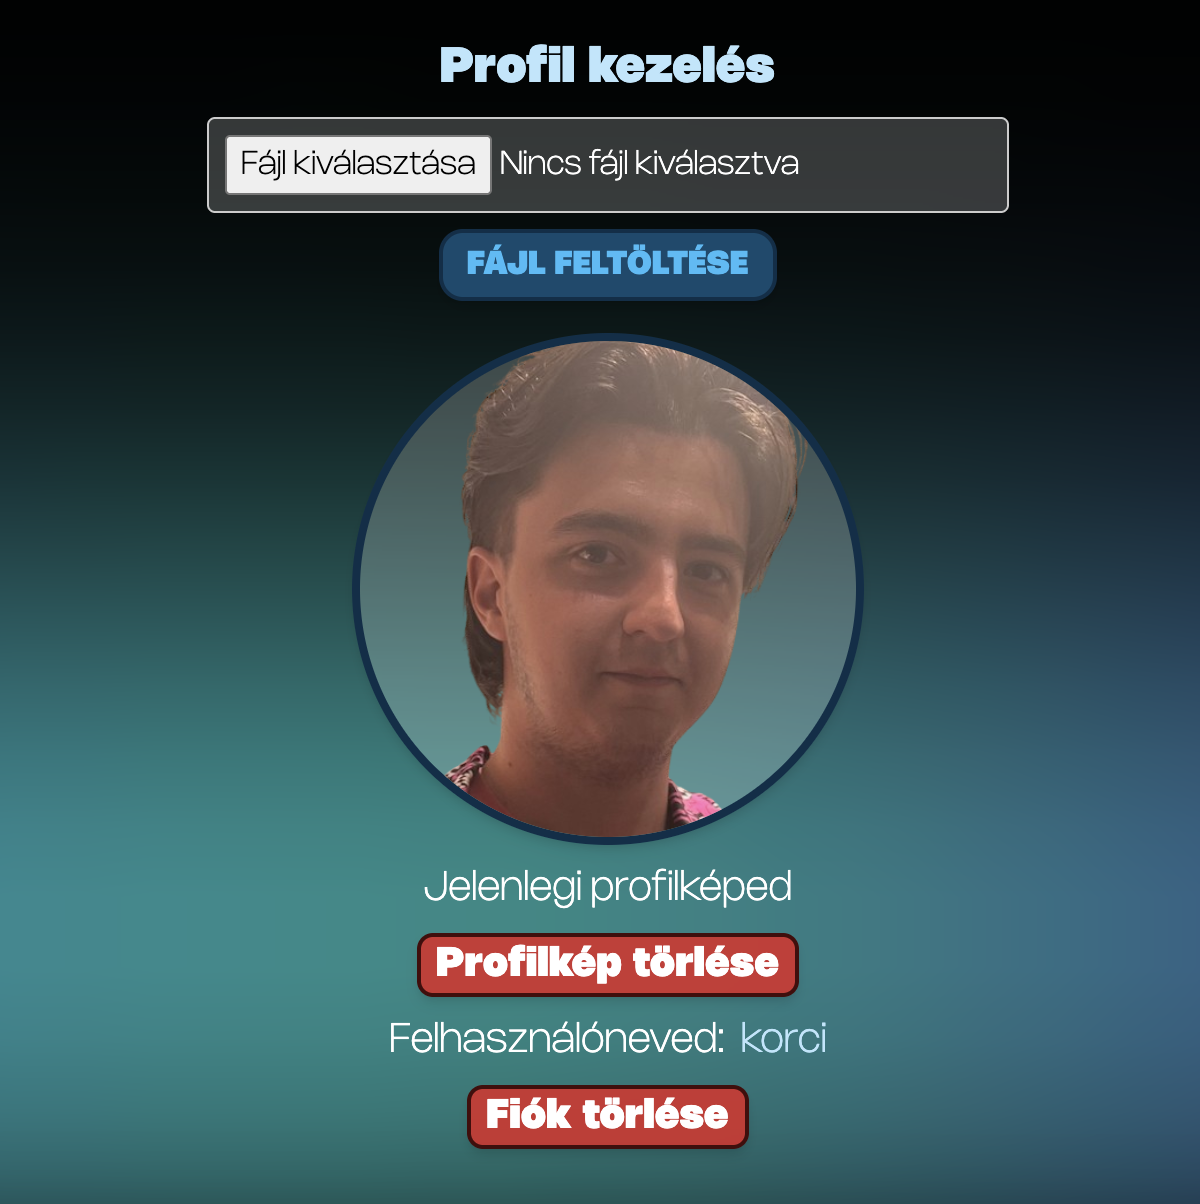 Profil kezelés
Fájl kiválasztása Nincs fájl kiválasztva
FÁJL FELTÖLTÉSE
Jelenlegi profilképed
Profilkép törlése
Felhasználóneved: korci
Fiók törlése